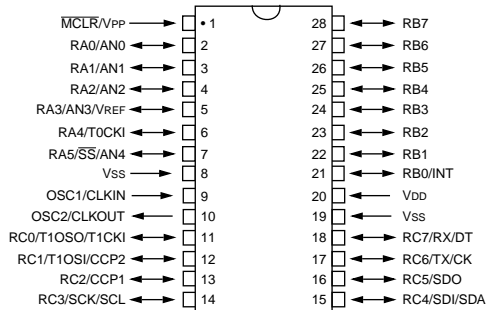 MCLR/VPP 1 28 RB7
RA0/AN0 2 27 RB6
RA1/AN1 3 26 RB5
RA2/AN2 4 25 RB4
RA3/AN3/VREF 5 24 RB3
RA4/T0CKI 6 23 RB2
RA5/SS/AN4 7 22 RB1
VSS 8 21 RB0/INT
OSC1/CLKIN 9 20 VDD
OSC2/CLKOUT 10 19 VSS
RC0/T1OSO/T1CKI 11 18 RC7/RX/DT
RC1/T1OSI/CCP2 12 17 RC6/TX/CK
RC2/CCP1 13 16 RC5/SDO
RC3/SCK/SCL 14 15 RC4/SDI/SDA